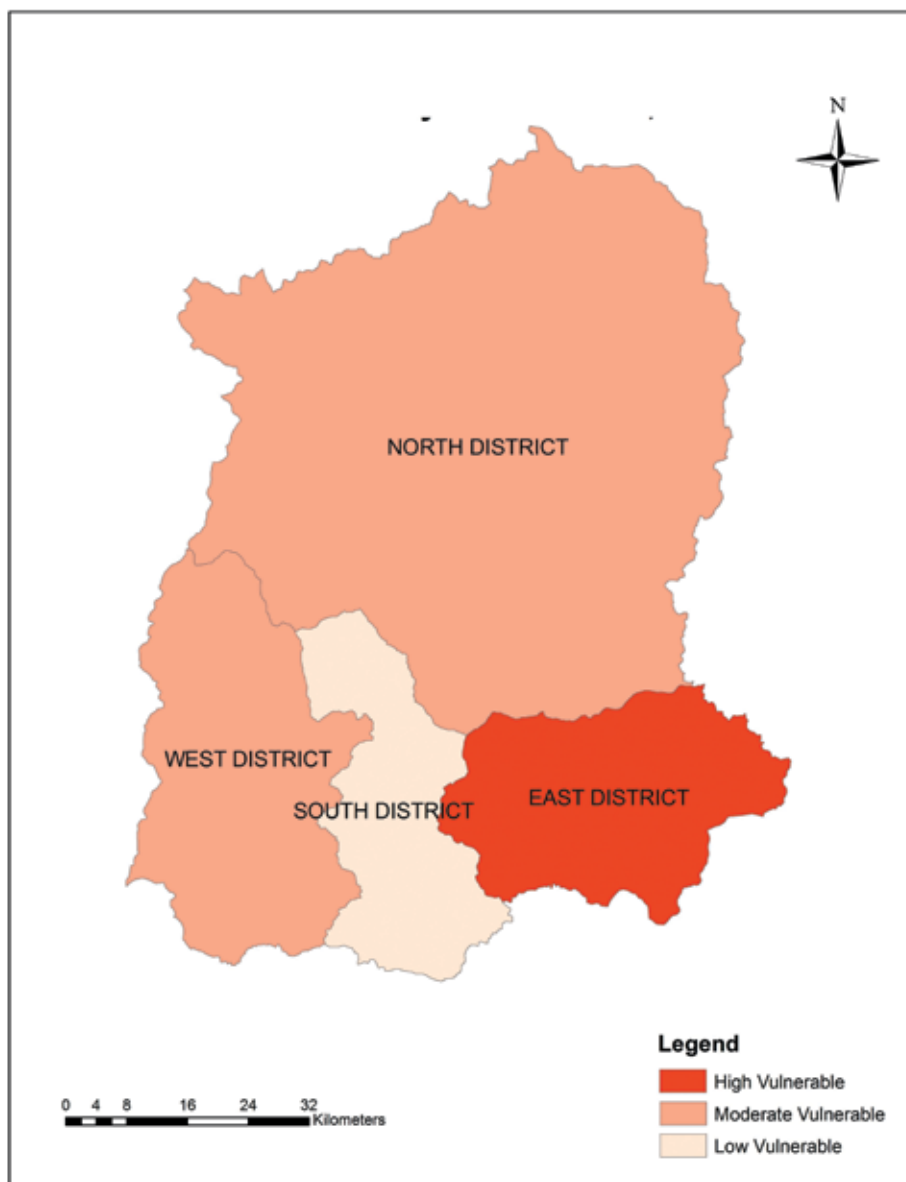 N
NORTH DISTRICT
WEST DISTRICT
EAST DISTRICT
SOUTH DISTRICT
Legend
High Vulnerable
Moderate Vulnerable
Low Vulnerable
0 4 8 16 24 32
Kilometers